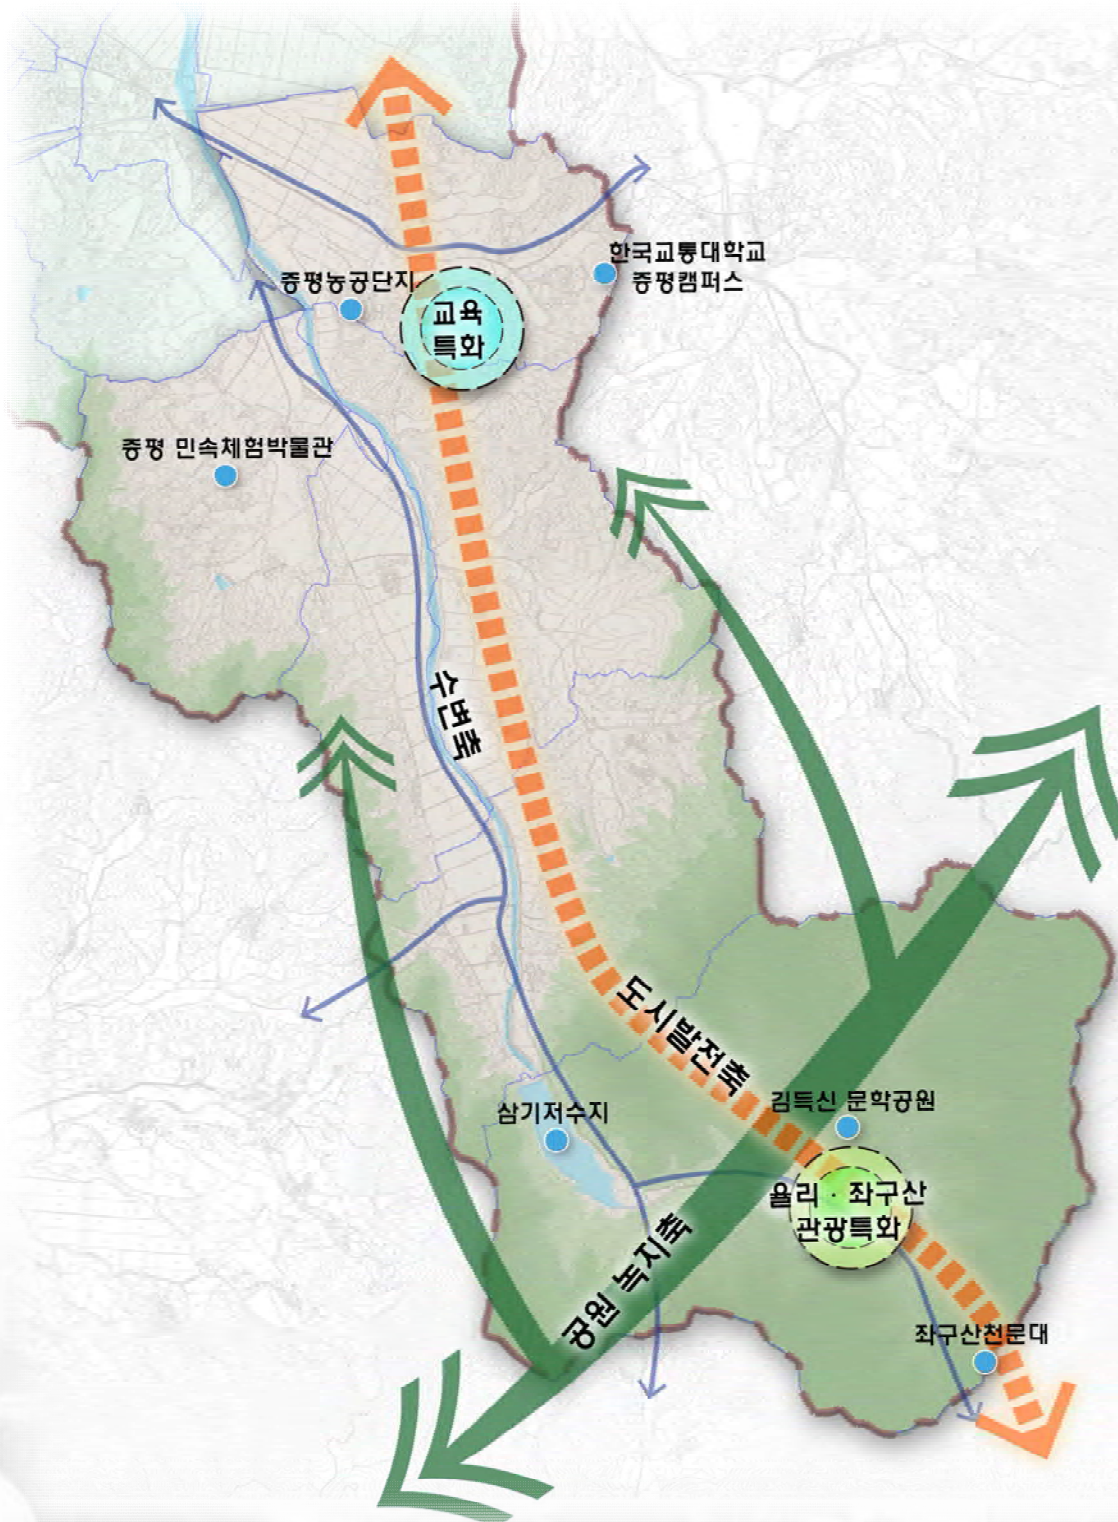 한국교통대학교
증평캠퍼스
증평농공단지
교육
특화
증평 민속체험박물관
수변축
도시발전축
김득신 문학공원
삼기저수지
율리 · 좌구산
관광특화
공원 녹지축
좌구산천문대